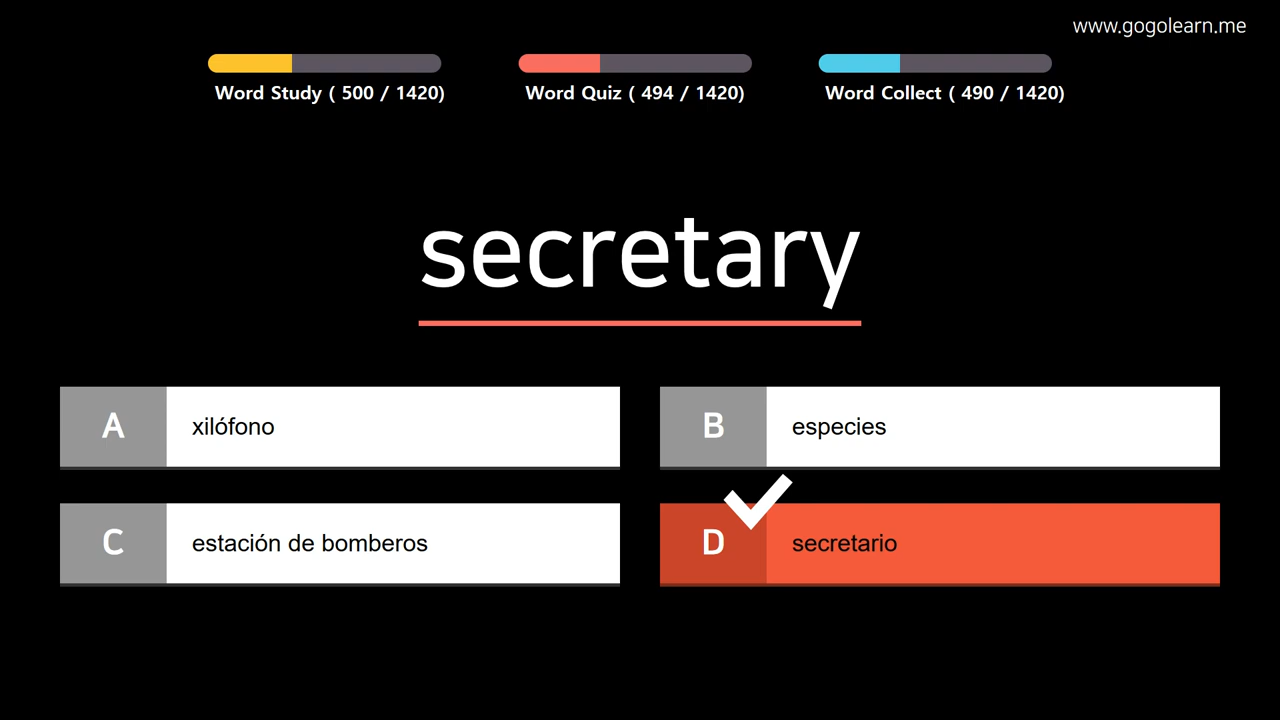 www.gogolearn.me
Word Study ( 500 / 1420)
Word Quiz ( 494 / 1420)
Word Collect ( 490 / 1420)
secretary
A xilófono
B especies
C estación de bomberos
D secretario